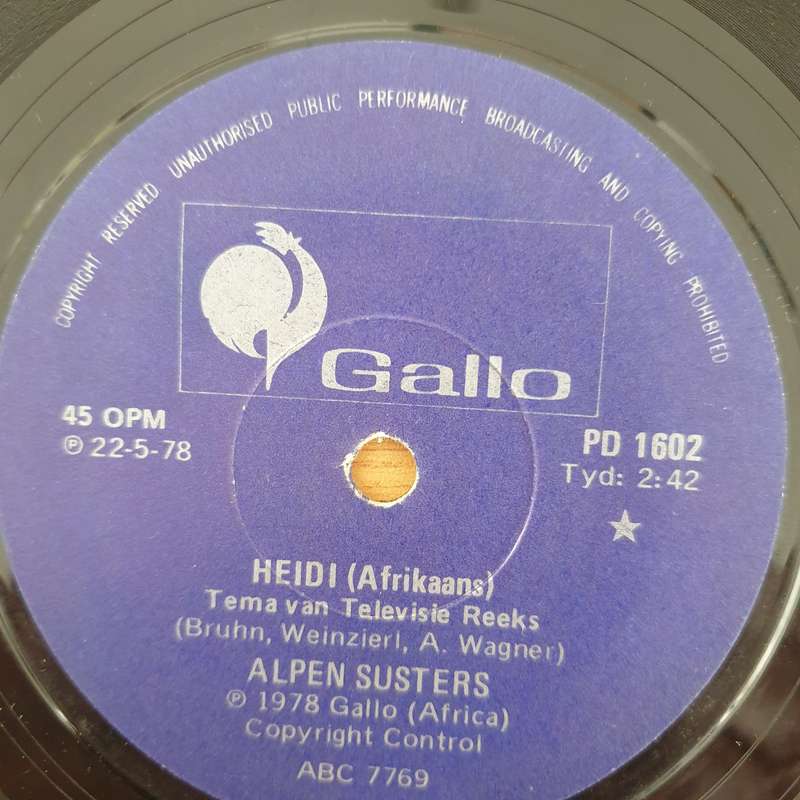 COPYRIGHT RESERVED UNAUTHORISED PUBLIC PERFORMANCE BROADCASTING AND COPYING PROHIBITED
Gallo
45 OPM
℗ 22-5-78
PD 1602
Tyd: 2:42
HEIDI (Afrikaans)
Tema van Televisie Reeks
(Bruhn, Weinzierl, A. Wagner)
ALPEN SUSTERS
℗ 1978 Gallo (Africa)
Copyright Control
ABC 7769